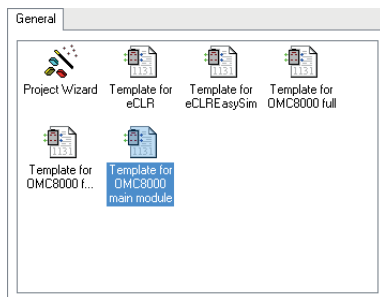 General
Project Wizard
Template for
eCLR
Template for
eCLREasySim
Template for
OMC8000 full
Template for
OMC8000 f...
Template for
OMC8000
main module